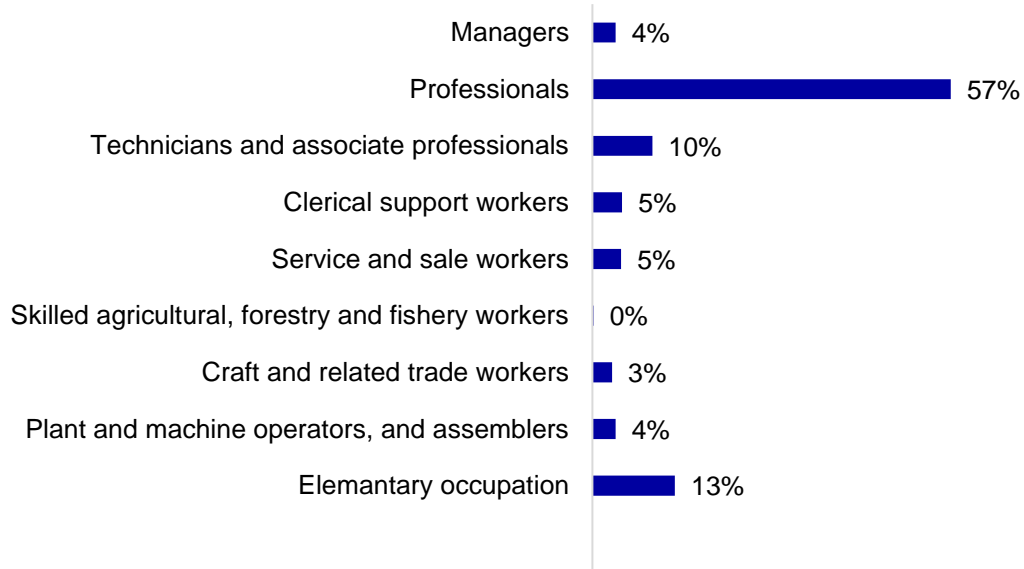 Managers 4%
Professionals 57%
Technicians and associate professionals 10%
Clerical support workers 5%
Service and sale workers 5%
Skilled agricultural, forestry and fishery workers 0%
Craft and related trade workers 3%
Plant and machine operators, and assemblers 4%
Elemantary occupation 13%